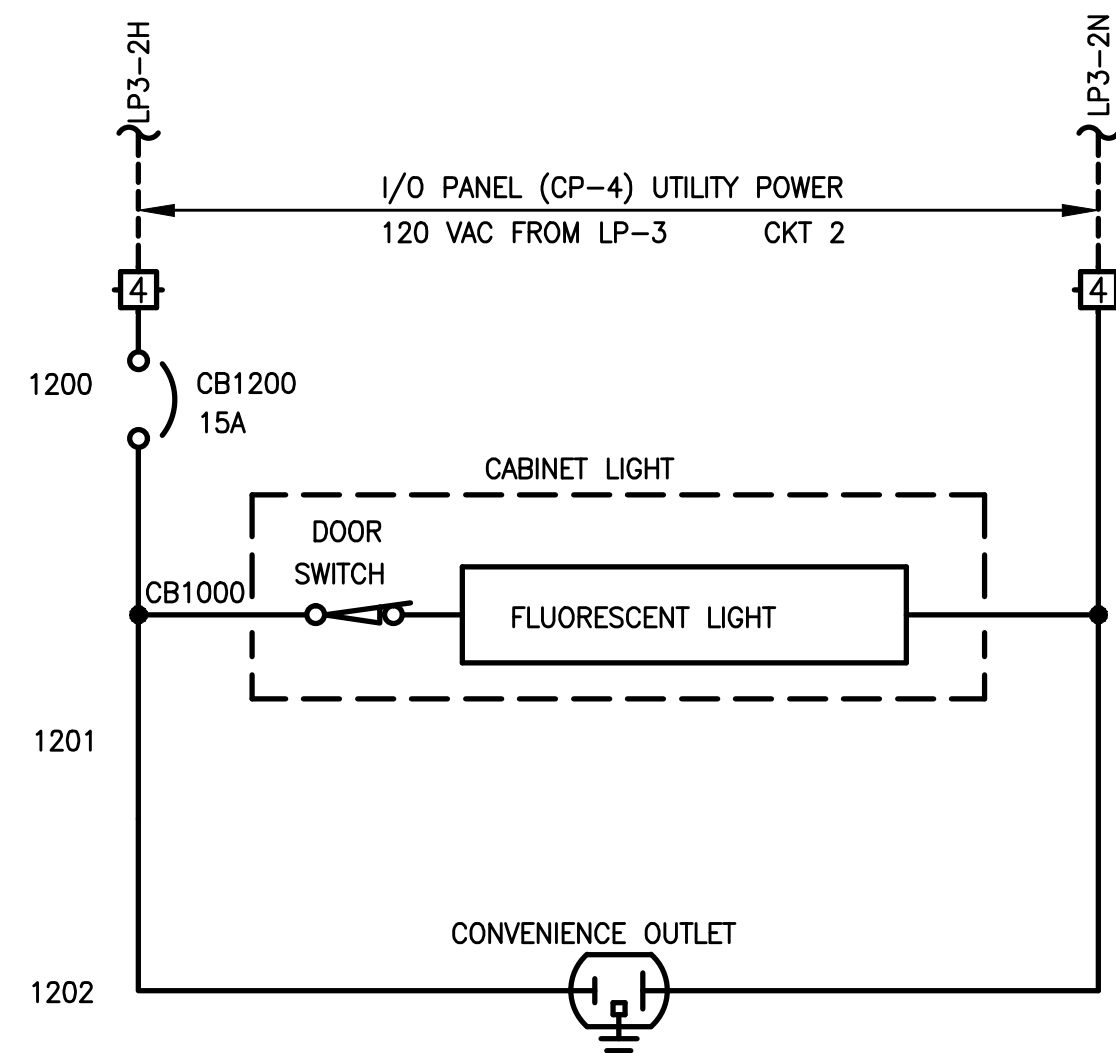 LP3-2H
LP3-2N
I/O PANEL (CP-4) UTILITY POWER
120 VAC FROM LP-3 CKT 2
4
4
1200
CB1200
15A
CABINET LIGHT
DOOR
SWITCH
CB1000
FLUORESCENT LIGHT
1201
CONVENIENCE OUTLET
1202